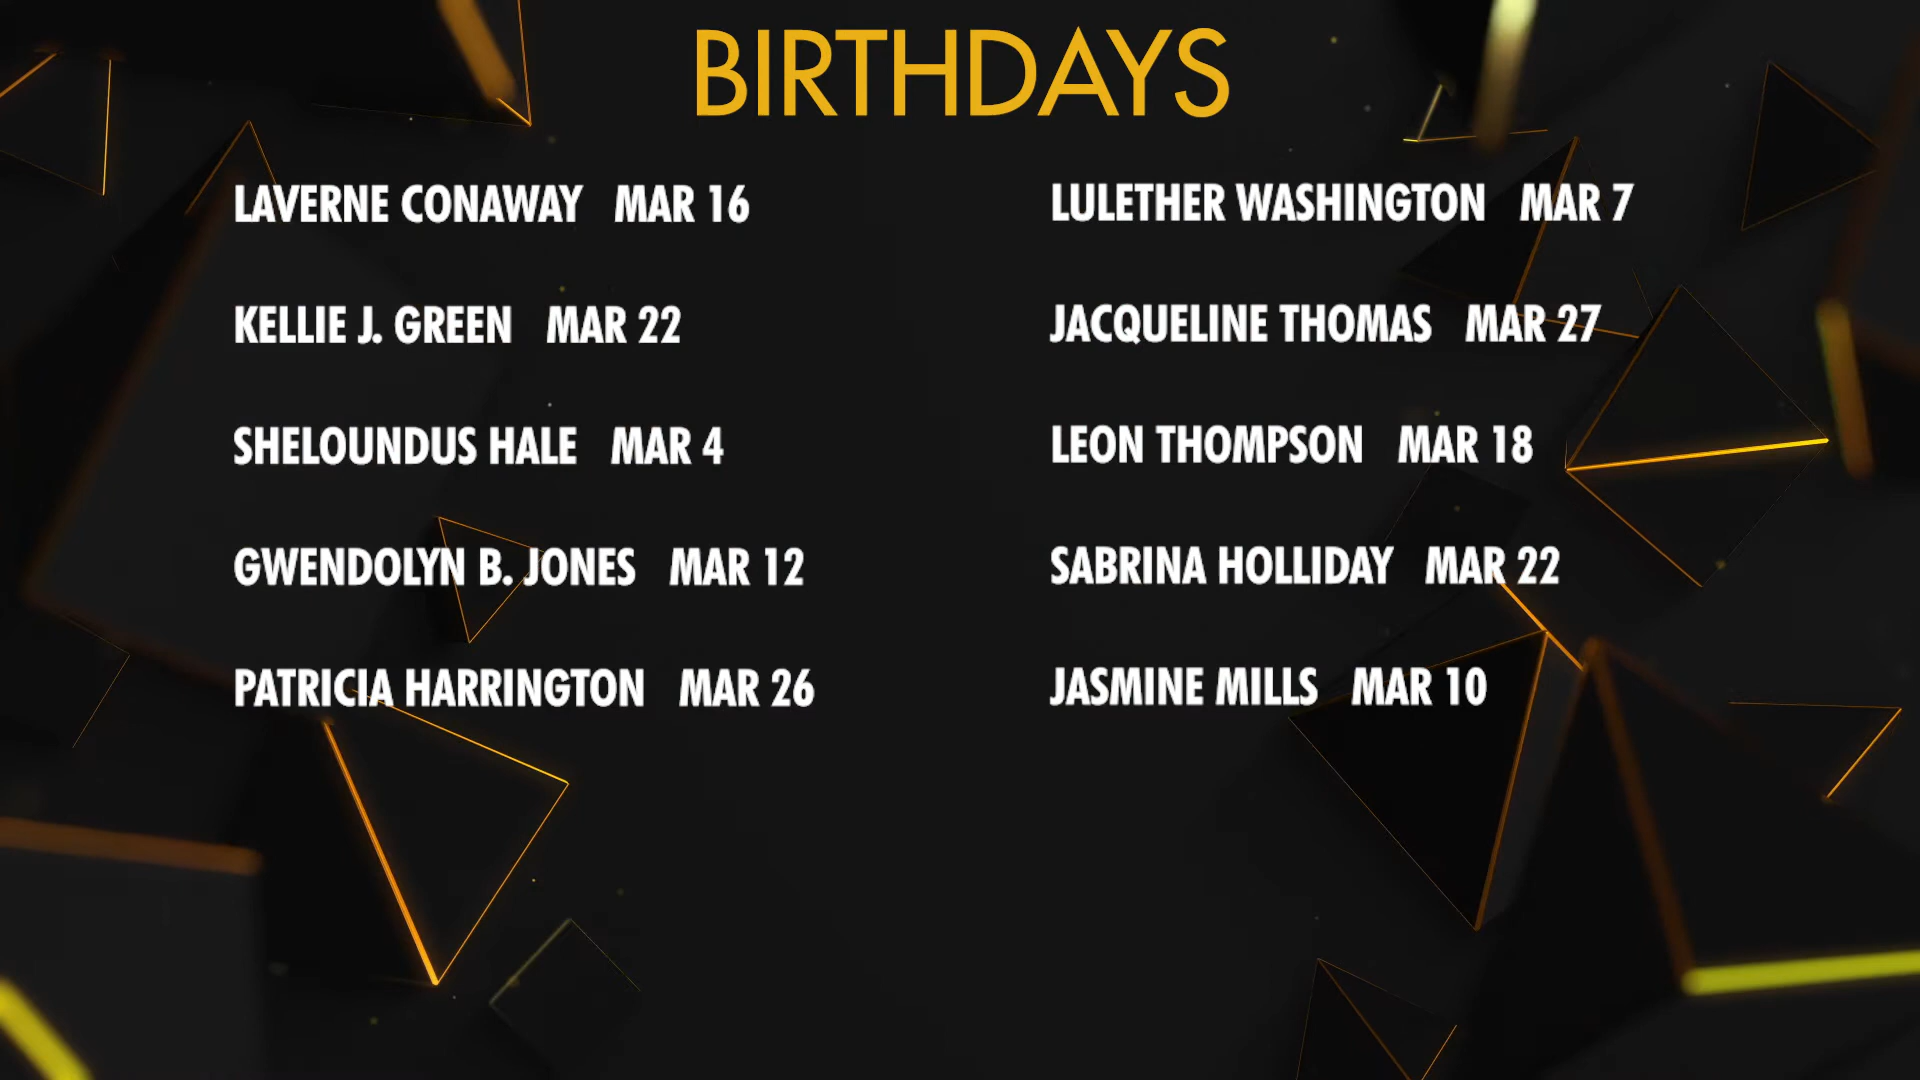 BIRTHDAYS
LAVERNE CONAWAY MAR 16
KELLIE J. GREEN MAR 22
SHELOUNDUS HALE MAR 4
GWENDOLYN B. JONES MAR 12
PATRICIA HARRINGTON MAR 26
LULETHER WASHINGTON MAR 7
JACQUELINE THOMAS MAR 27
LEON THOMPSON MAR 18
SABRINA HOLLIDAY MAR 22
JASMINE MILLS MAR 10